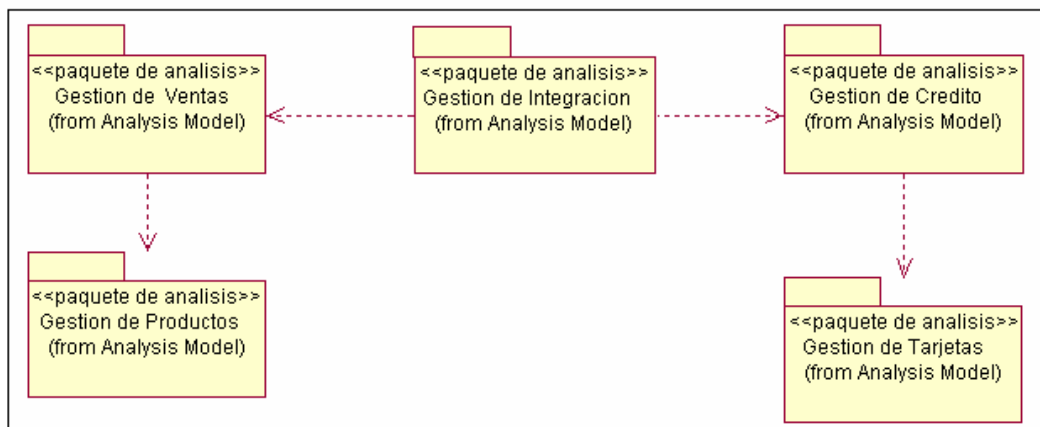 <<paquete de analisis>>
Gestion de Ventas
(from Analysis Model)
<<paquete de analisis>>
Gestion de Integracion
(from Analysis Model)
<<paquete de analisis>>
Gestion de Credito
(from Analysis Model)
<<paquete de analisis>>
Gestion de Productos
(from Analysis Model)
<<paquete de analisis>>
Gestion de Tarjetas
(from Analysis Model)